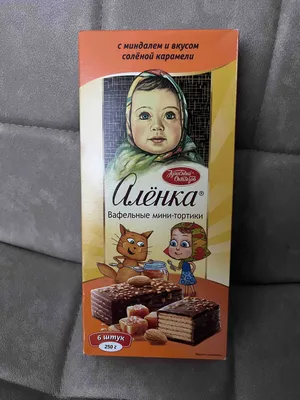 с миндалем и вкусом
солёной карамели
Красный
Октябрь
Алёнка®
Вафельные мини-тортики
6 штук
250 г